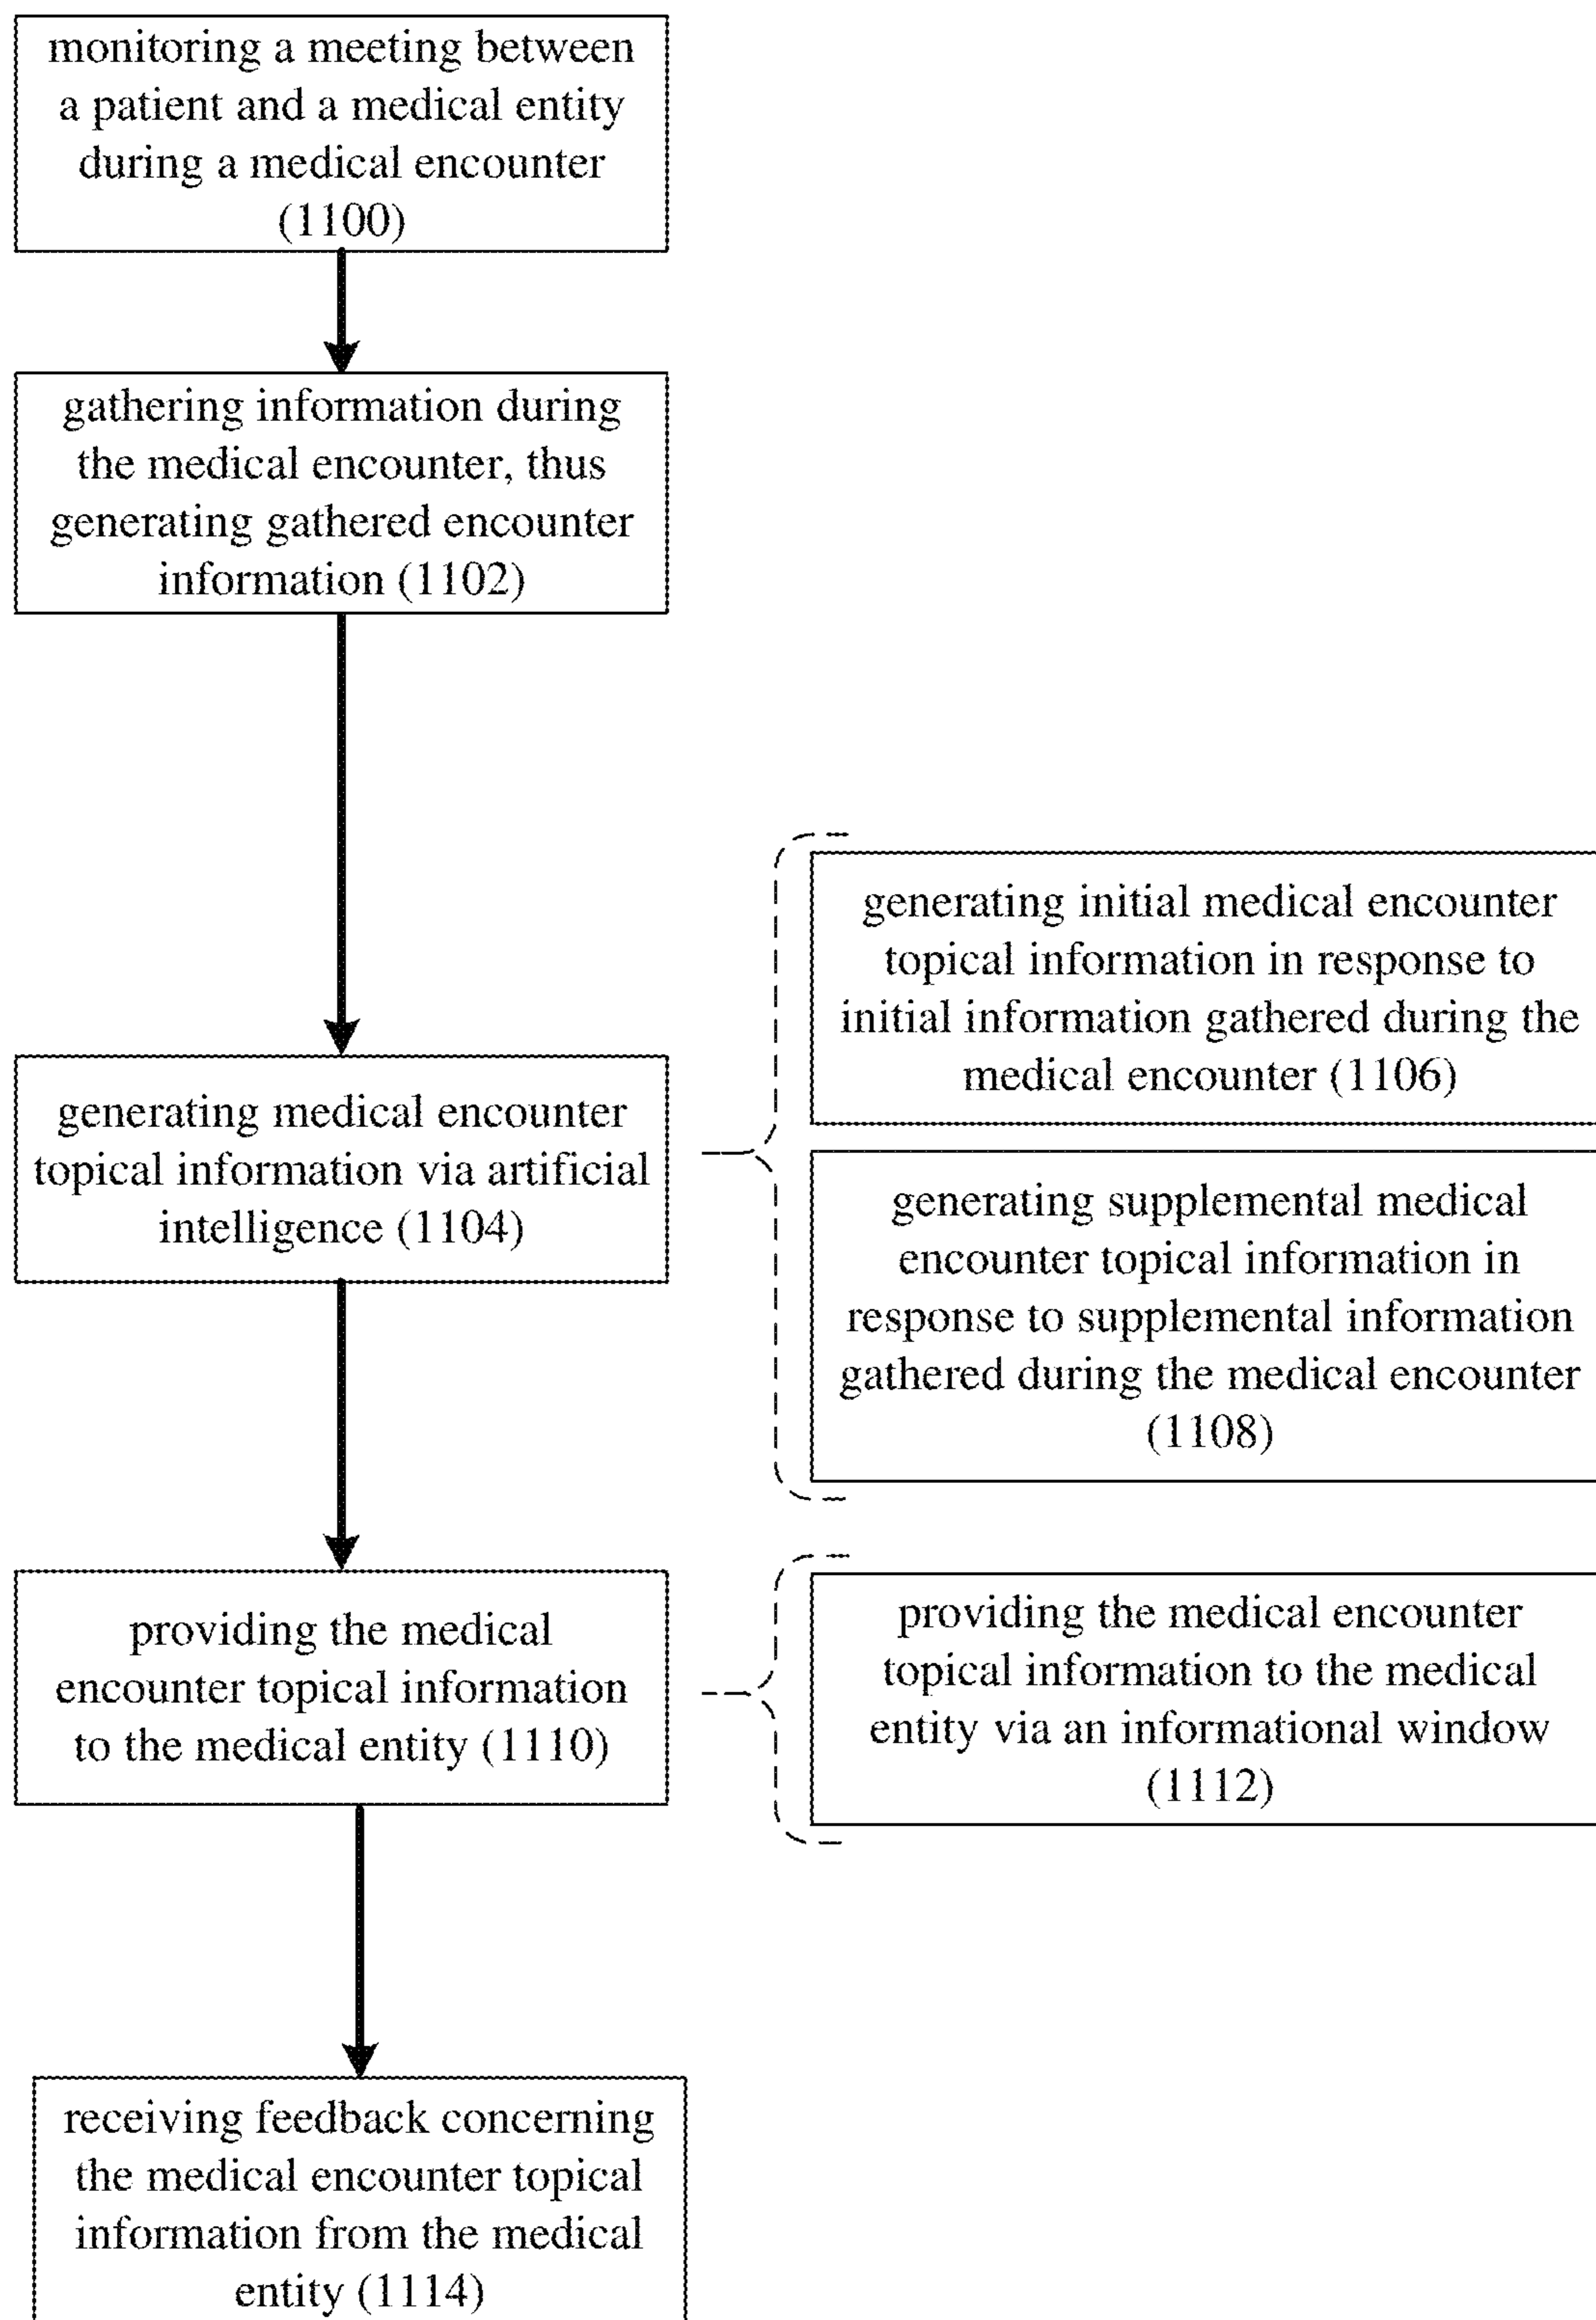 monitoring a meeting between
a patient and a medical entity
during a medical encounter
(1100)
gathering information during
the medical encounter, thus
generating gathered encounter
information (1102)
generating medical encounter
topical information via artificial
intelligence (1104)
generating initial medical encounter
topical information in response to
initial information gathered during the
medical encounter (1106)
generating supplemental medical
encounter topical information in
response to supplemental information
gathered during the medical encounter
(1108)
providing the medical
encounter topical information
to the medical entity (1110)
providing the medical encounter
topical information to the medical
entity via an informational window
(1112)
receiving feedback concerning
the medical encounter topical
information from the medical
entity (1114)